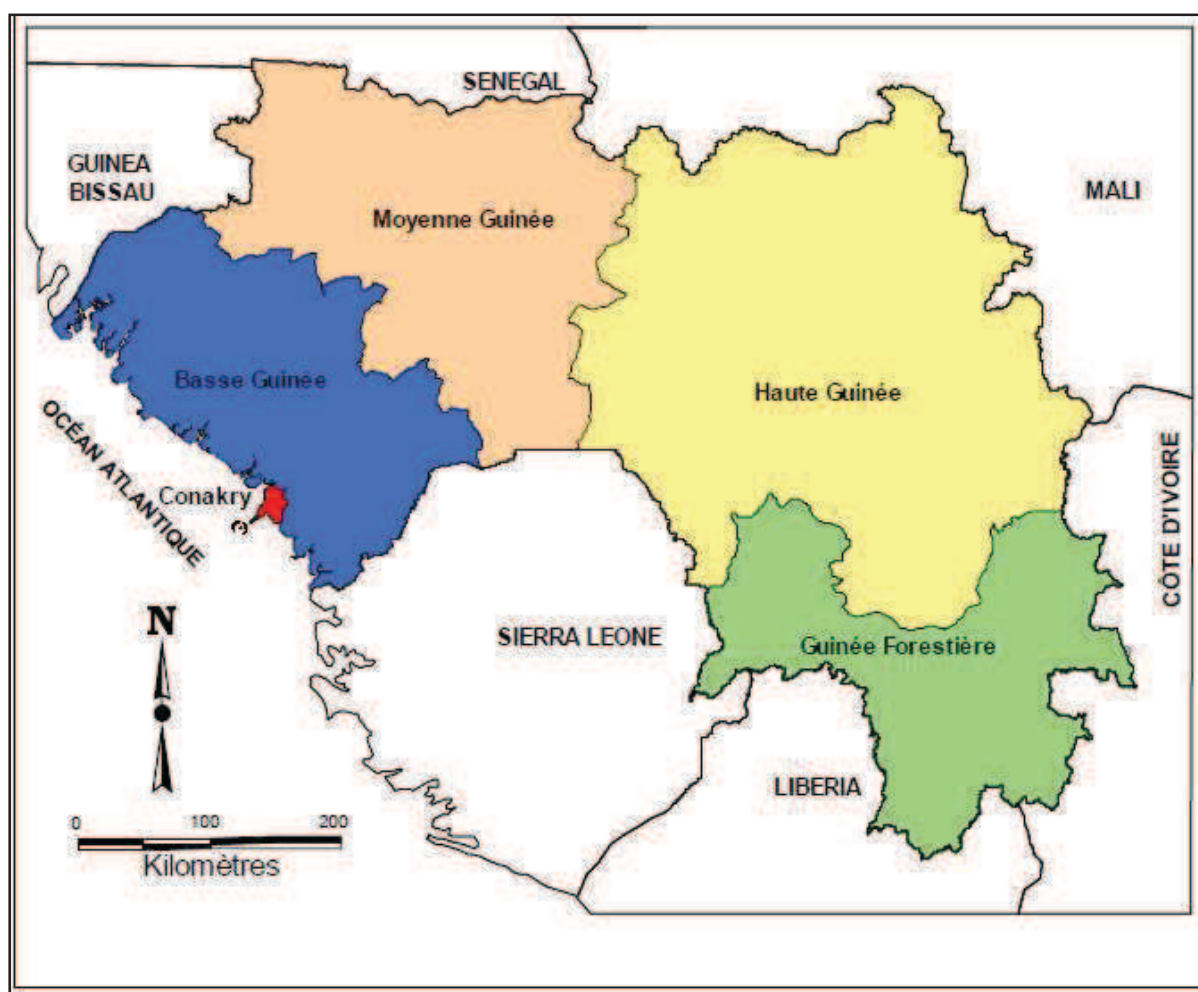 SENEGAL
GUINEA
BISSAU
MALI
Moyenne Guinée
Basse Guinée
Haute Guinée
OCÉAN ATLANTIQUE
Conakry
CÔTE D'IVOIRE
N
SIERRA LEONE
Guinée Forestière
LIBERIA
0 100 200
Kilomètres